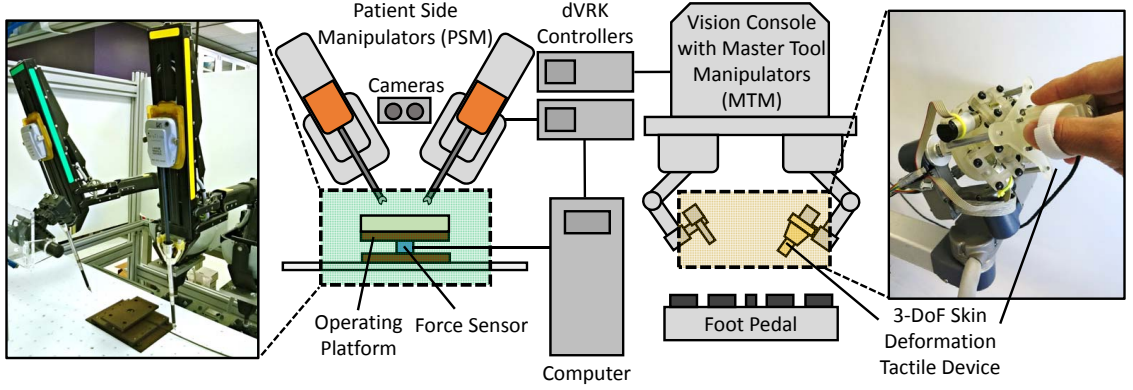 Patient Side
Manipulators (PSM)
Cameras
dVRK
Controllers
Vision Console
with Master Tool
Manipulators
(MTM)
Operating
Platform
Force Sensor
Computer
Foot Pedal
3-DoF Skin
Deformation
Tactile Device